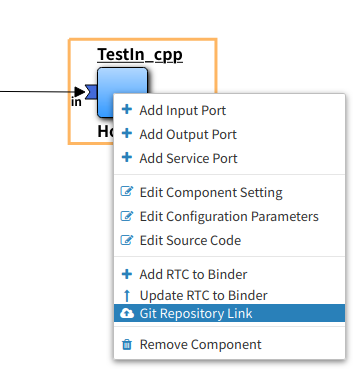 TestIn_cpp
in
Ho
Add Input Port
Add Output Port
Add Service Port
Edit Component Setting
Edit Configuration Parameters
Edit Source Code
Add RTC to Binder
Update RTC to Binder
Git Repository Link
Remove Component